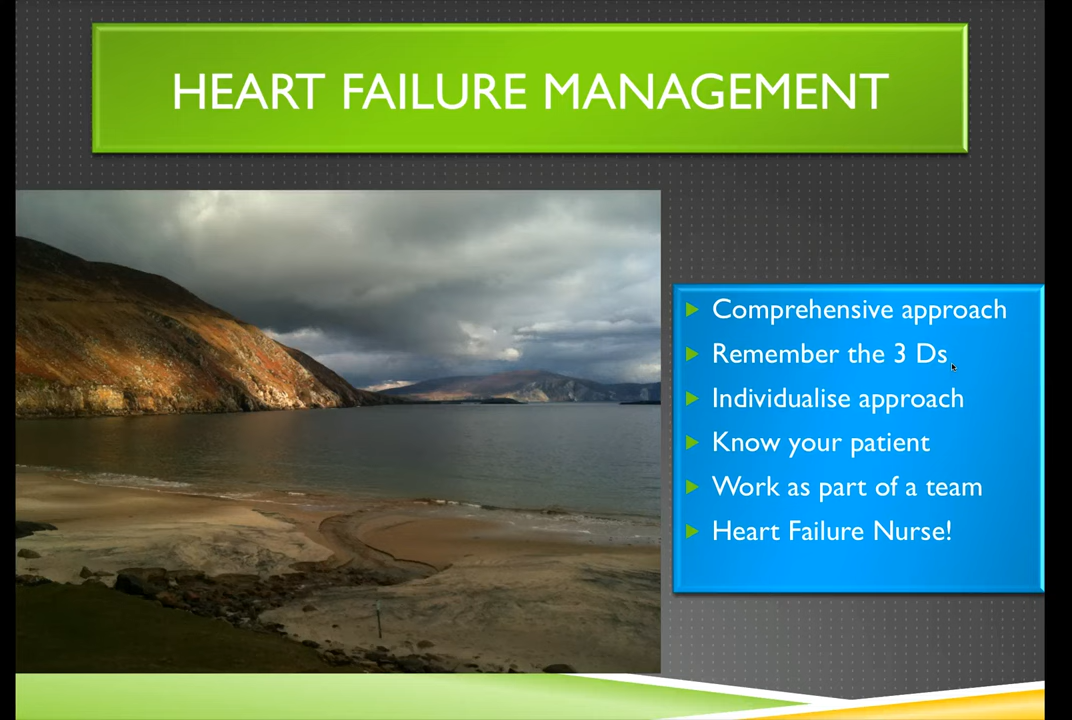 HEART FAILURE MANAGEMENT
Comprehensive approach
Remember the 3 Ds
Individualise approach
Know your patient
Work as part of a team
Heart Failure Nurse!